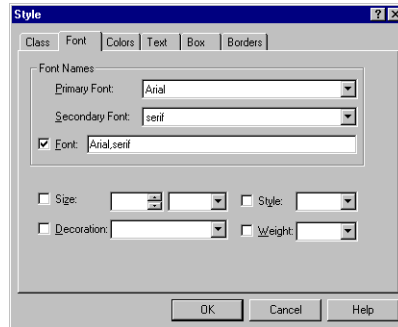 Style
Class Font Colors Text Box Borders
Font Names
Primary Font: Arial
Secondary Font: serif
Font: Arial,serif
Size: Style:
Decoration: Weight:
OK Cancel Help